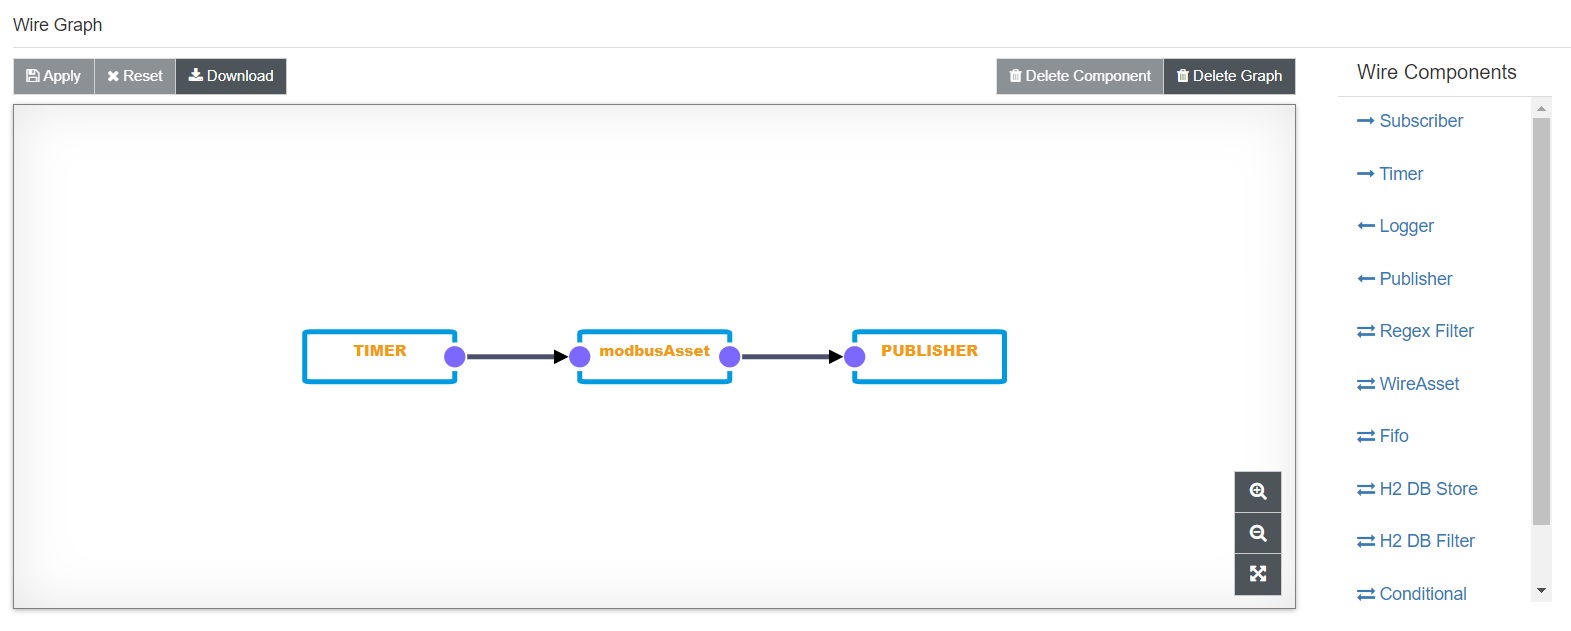 Wire Graph
Apply
Reset
Download
Delete Component
Delete Graph
TIMER
modbusAsset
PUBLISHER
Wire Components
Subscriber
Timer
Logger
Publisher
Regex Filter
WireAsset
Fifo
H2 DB Store
H2 DB Filter
Conditional